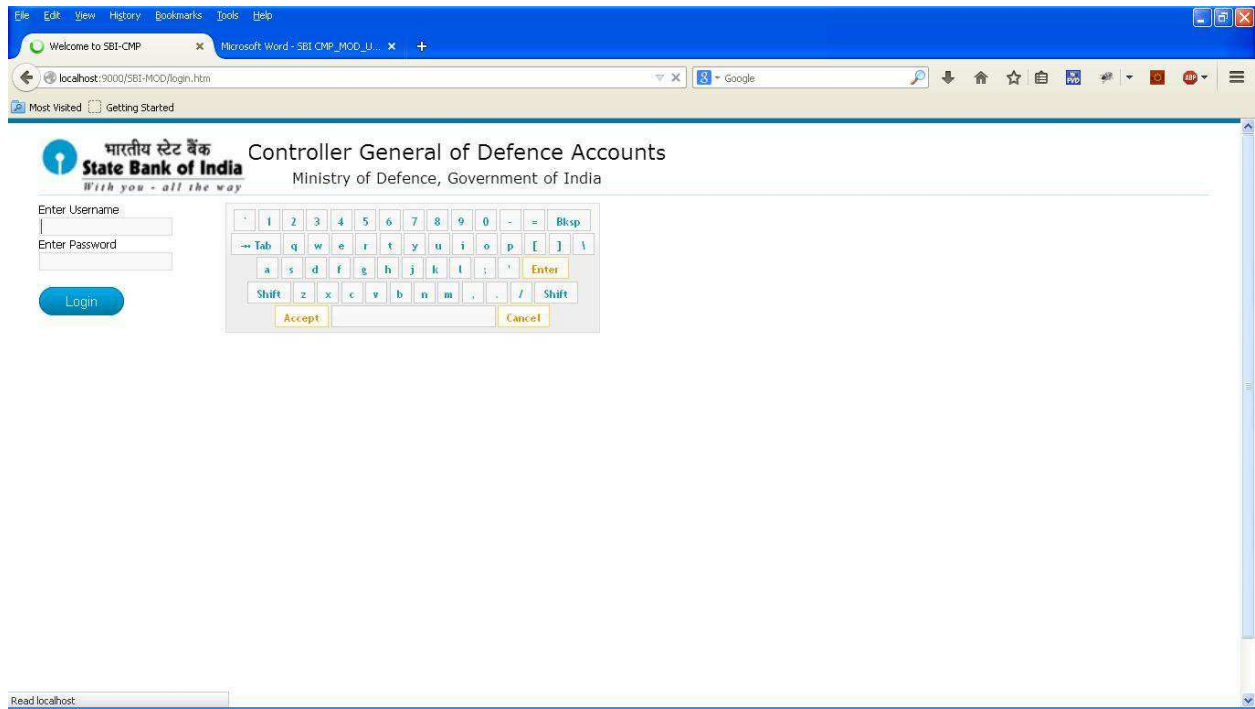 File Edit View History Bookmarks Tools Help
Welcome to SBI-CMP Microsoft Word - SBI CMP_MOD_U...
localhost:9000/SBI-MOD/login.htm Google
Most Visited Getting Started
भारतीय स्टेट बैंक
State Bank of India
With you - all the way
Controller General of Defence Accounts
Ministry of Defence, Government of India
Enter Username
Enter Password
Login
` 1 2 3 4 5 6 7 8 9 0 - = Bksp
Tab q w e r t y u i o p [ ] \
a s d f g h j k l ; ' Enter
Shift z x c v b n m , . / Shift
Accept Cancel
Read localhost